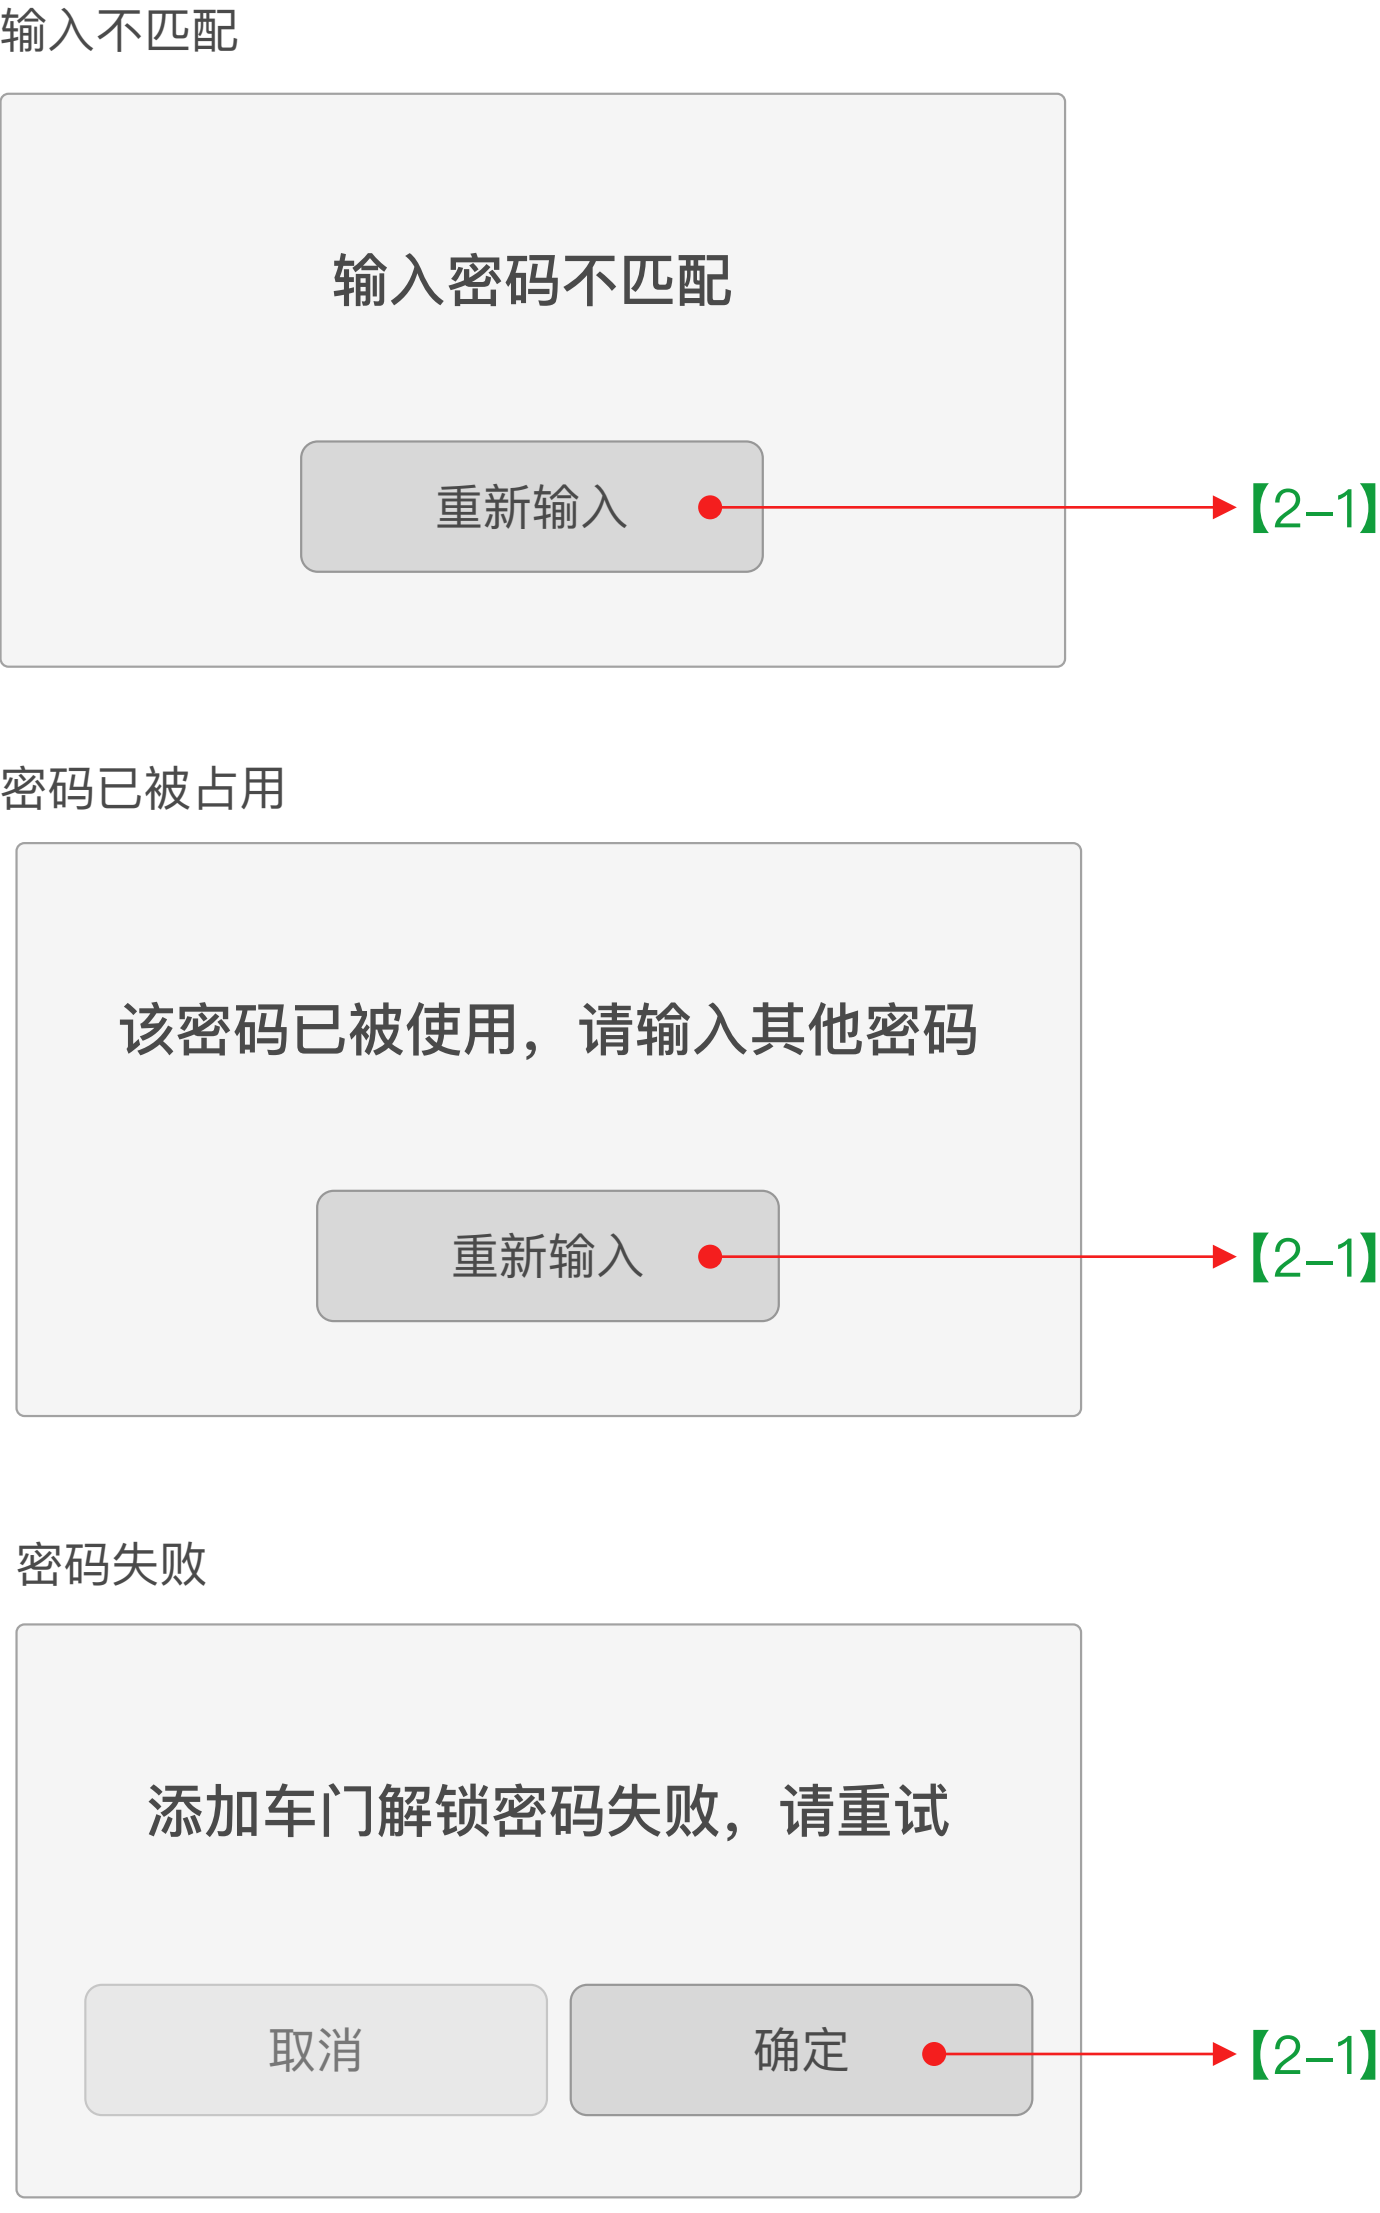 输入不匹配
输入密码不匹配
重新输入
【2-1】
密码已被占用
该密码已被使用，请输入其他密码
重新输入
【2-1】
密码失败
添加车门解锁密码失败，请重试
取消
确定
【2-1】